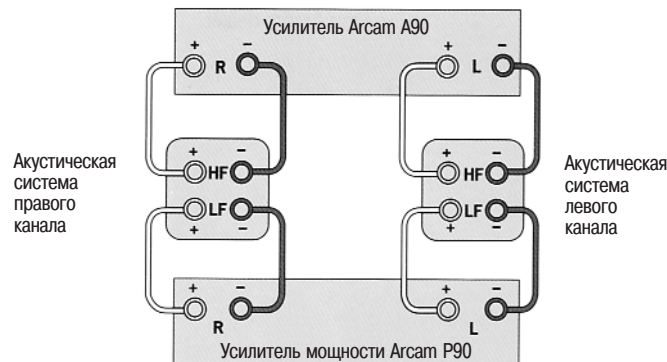 Усилитель Arcam A90
+ R − + L −
+ − + −
HF HF
Акустическая
система
правого
канала
Акустическая
система
левого
канала
LF LF
+ − + −
+ − + −
R L
Усилитель мощности Arcam P90